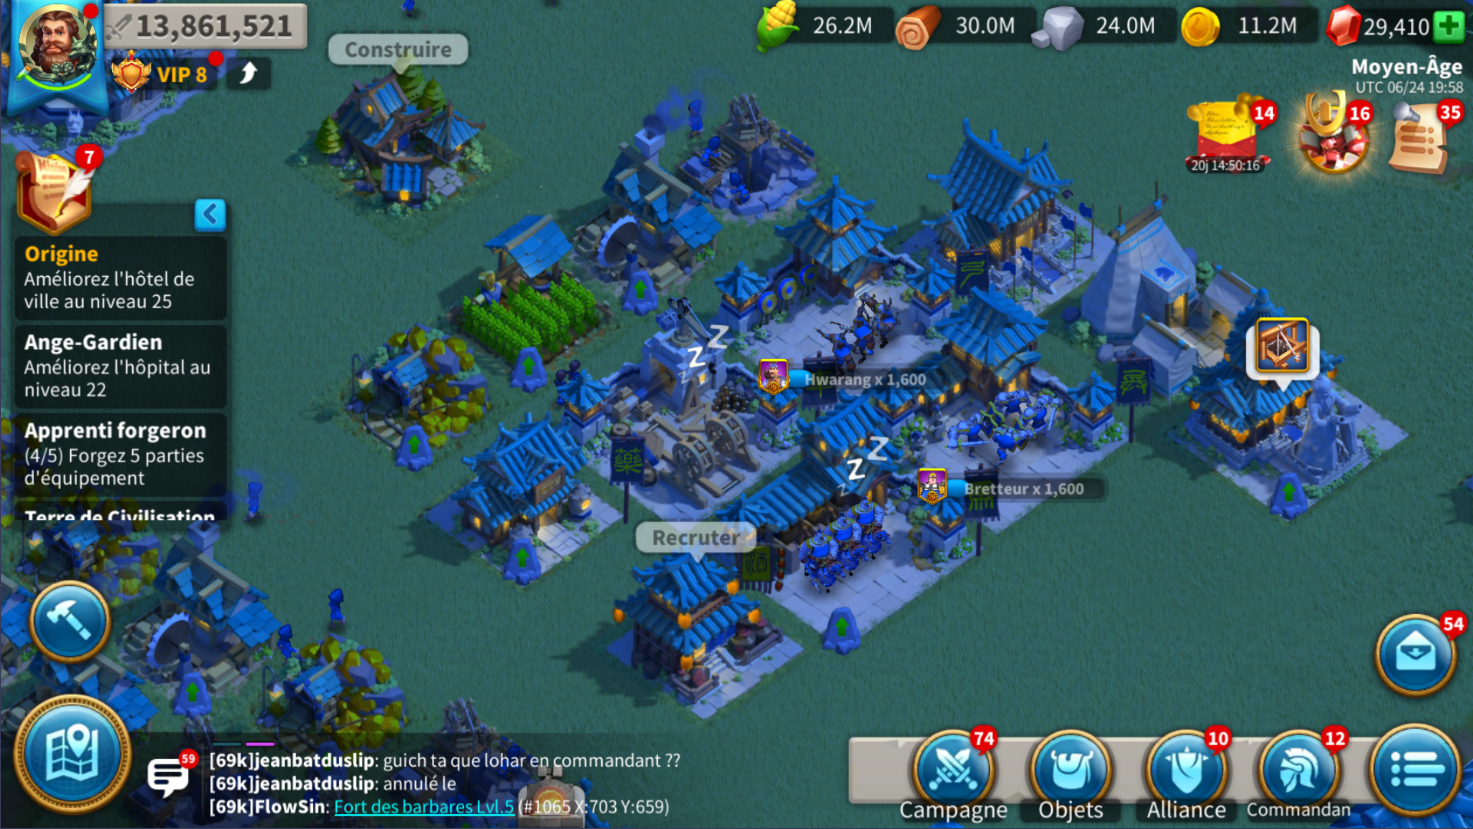 13,861,521
Construire
26.2M
30.0M
24.0M
11.2M
29,410
VIP 8
Moyen-Âge
UTC 06/24 19:58
14
16
35
20j 14:50:16
7
Origine
Améliorez l'hôtel de
ville au niveau 25
Ange-Gardien
Améliorez l'hôpital au
niveau 22
Apprenti forgeron
(4/5) Forgez 5 parties
d'équipement
Terre de Civilisation
Z
Z
Z
Hwarang x 1,600
Z
Z
Z
Bretteur x 1,600
Recruter
54
59
[69k]jeanbatduslip: guich ta que lohar en commandant ??
[69k]jeanbatduslip: annulé le
[69k]FlowSin: Fort des barbares Lvl.5 (#1065 X:703 Y:659)
74
10
12
Campagne
Objets
Alliance
Commandan